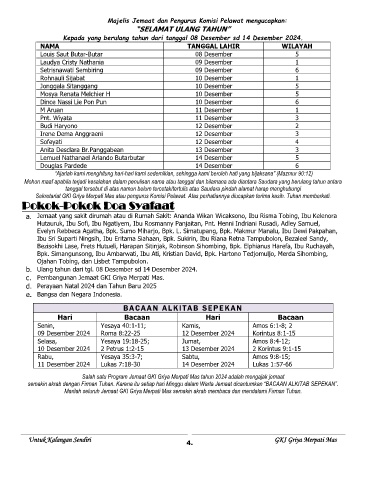 Majelis Jemaat dan Pengurus Komisi Pelawat mengucapkan:
"SELAMAT ULANG TAHUN"
Kepada yang berulang tahun dari tanggal 08 Desember sd 14 Desember 2024.
NAMA TANGGAL LAHIR WILAYAH
Louis Saut Butar-Butar 08 Desember 5
Laudya Cristy Nathania 09 Desember 1
Setrisnawati Sembiring 09 Desember 6
Rohnauli Sijabat 10 Desember 1
Jonggala Sitanggang 10 Desember 5
Mosya Renata Melchier H 10 Desember 5
Dince Nassi Lie Pon Pun 10 Desember 6
M Aruan 11 Desember 1
Pnt. Wiyata 11 Desember 3
Budi Haryono 12 Desember 2
Irene Dema Anggraeni 12 Desember 3
Sofeyati 12 Desember 4
Anita Desdara Br.Panggabean 13 Desember 3
Lemuel Nathanael Arlando Butarbutar 14 Desember 5
Douglas Pardede 14 Desember 6
"Ajarlah kami menghitung hari-hari kami sedemikian, sehingga kami beroleh hati yang bijaksana" (Mazmur 90:12)
Mohon maaf apabila terjadi kesalahan dalam penulisan nama atau tanggal dan bilamana ada diantara Saudara yang berulang tahun antara
tanggal tersebut di atas namun belum tercatat/tertulis atau Saudara pindah alamat harap menghubungi
Sekretariat GKI Griya Merpati Mas atau pengurus Komisi Pelawat. Atas perhatiannya diucapkan terima kasih. Tuhan memberkati.
Pokok-Pokok Doa Syafaat
a. Jemaat yang sakit dirumah atau di Rumah Sakit: Ananda Wikan Wicaksono, Ibu Risma Tobing, Ibu Kelenora
Hutauruk, Ibu Sofi, Ibu Ngatiyem, Ibu Rosmanny Panjaitan, Pnt. Henni Indriani Rusadi, Adley Samuel,
Evelyn Rebbeca Agatha, Bpk. Sumo Miharjo, Bpk. L. Simatupang, Bpk. Makmur Manalu, Ibu Dewi Pakpahan,
Ibu Sri Suparti Ningsih, Ibu Eritama Siahaan, Bpk. Sukirin, Ibu Riana Retna Tampubolon, Bezaleel Sandy,
Bazisokhi Lase, Presti Hutueli, Harapan Sitinjak, Robinson Sihombing, Bpk. Elphianus Harefa, Ibu Ruchayah,
Bpk. Simangunsong, Ibu Ambarwati, Ibu Ati, Kristian David, Bpk. Hartono Tedjomuljo, Merda Sihombing,
Ojahan Tobing, dan Lisbet Tampubolon.
b. Ulang tahun dari tgl. 08 Desember sd 14 Desember 2024.
c. Pembangunan Jemaat GKI Griya Merpati Mas.
d. Perayaan Natal 2024 dan Tahun Baru 2025
e. Bangsa dan Negara Indonesia.
BACAAN ALKITAB SEPEKAN
Hari Bacaan Hari Bacaan
Senin, Yesaya 40:1-11; Kamis, Amos 6:1-8; 2
09 Desember 2024 Roma 8:22-25 12 Desember 2024 Korintus 8:1-15
Selasa, Yesaya 19:18-25; Jumat, Amos 8:4-12;
10 Desember 2024 2 Petrus 1:2-15 13 Desember 2024 2 Korintus 9:1-15
Rabu, Yesaya 35:3-7; Sabtu, Amos 9:8-15;
11 Desember 2024 Lukas 7:18-30 14 Desember 2024 Lukas 1:57-66
Salah satu Program Jemaat GKI Griya Merpati Mas tahun 2024 adalah mengajak jemaat
semakin akrab dengan Firman Tuhan. Karena itu setiap hari Minggu dalam Warta Jemaat dicantumkan "BACAAN ALKITAB SEPEKAN".
Marilah seluruh Jemaat GKI Griya Merpati Mas semakin akrab membaca dan mendalami Firman Tuhan.
Untuk Kalangan Sendiri 4. GKI Griya Merpati Mas